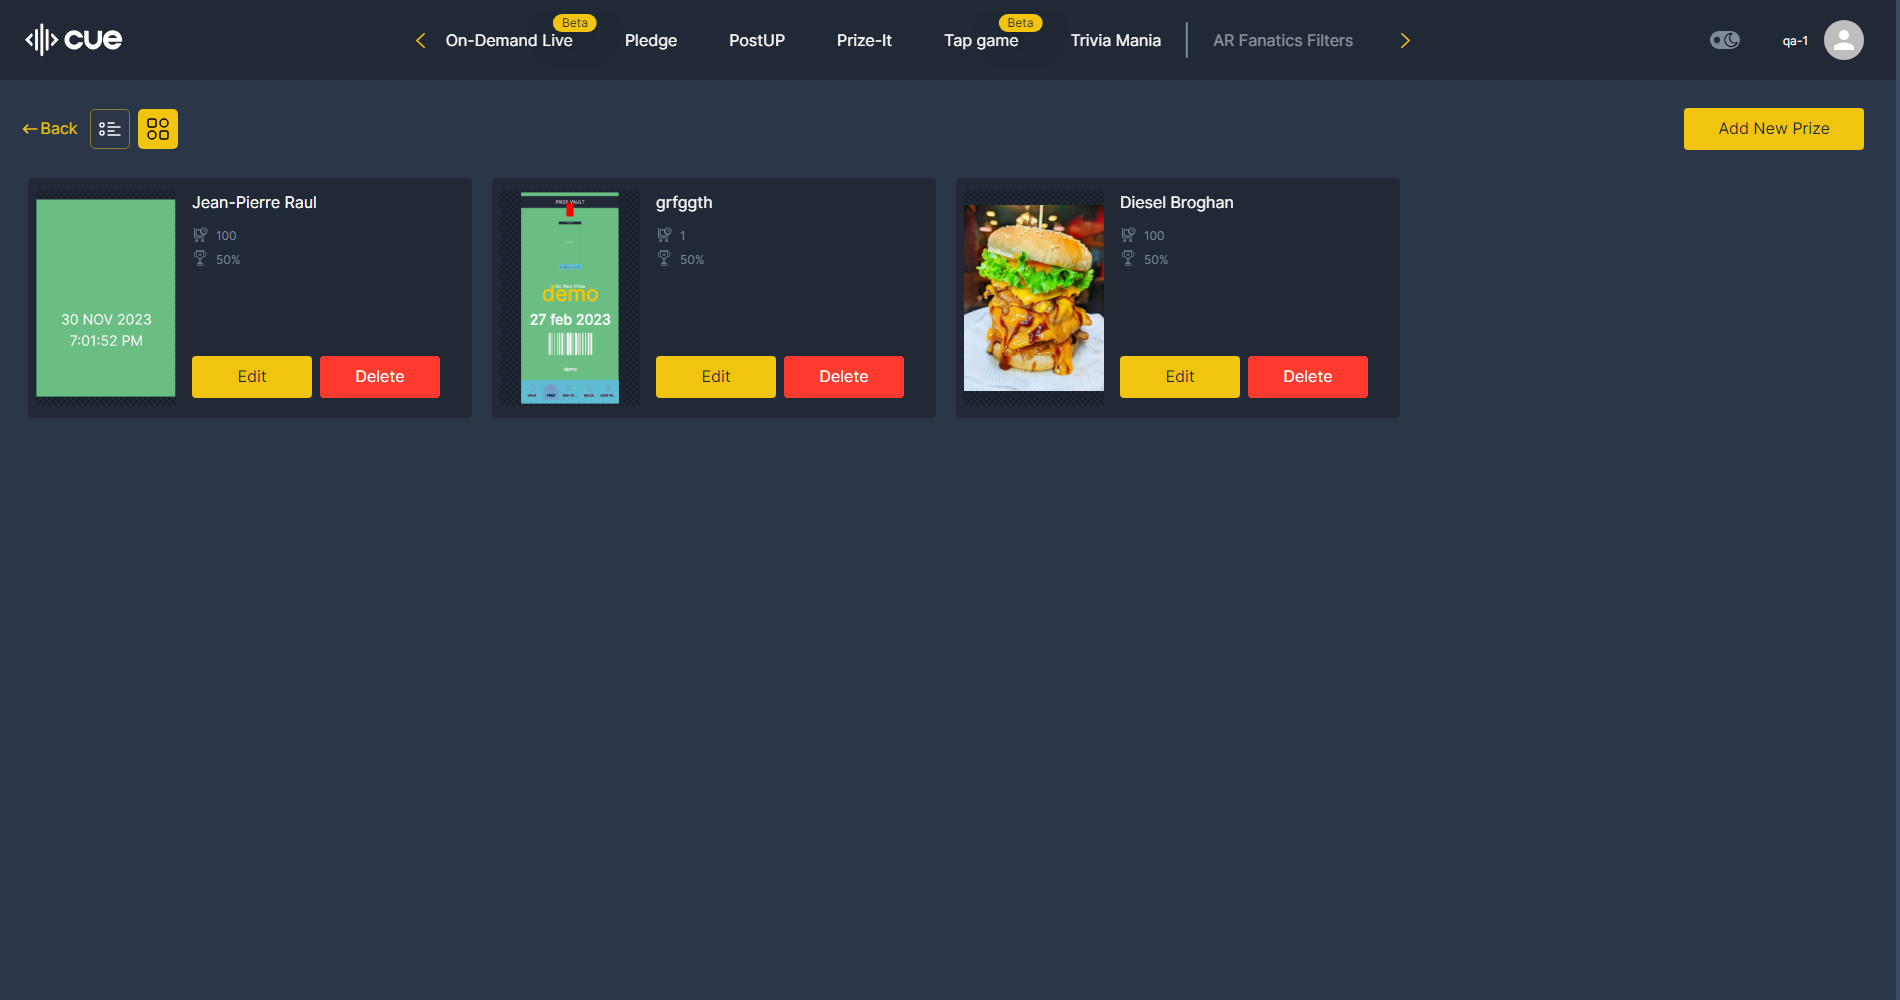 cue
On-Demand Live
Beta
Pledge
PostUP
Prize-It
Tap game
Beta
Trivia Mania
AR Fanatics Filters
qa-1
Back
Add New Prize
30 NOV 2023
7:01:52 PM
Jean-Pierre Raul
100
50%
Edit
Delete
PRIZE VAULT
demo
27 feb 2023
demo
grfggth
1
50%
Edit
Delete
Diesel Broghan
100
50%
Edit
Delete